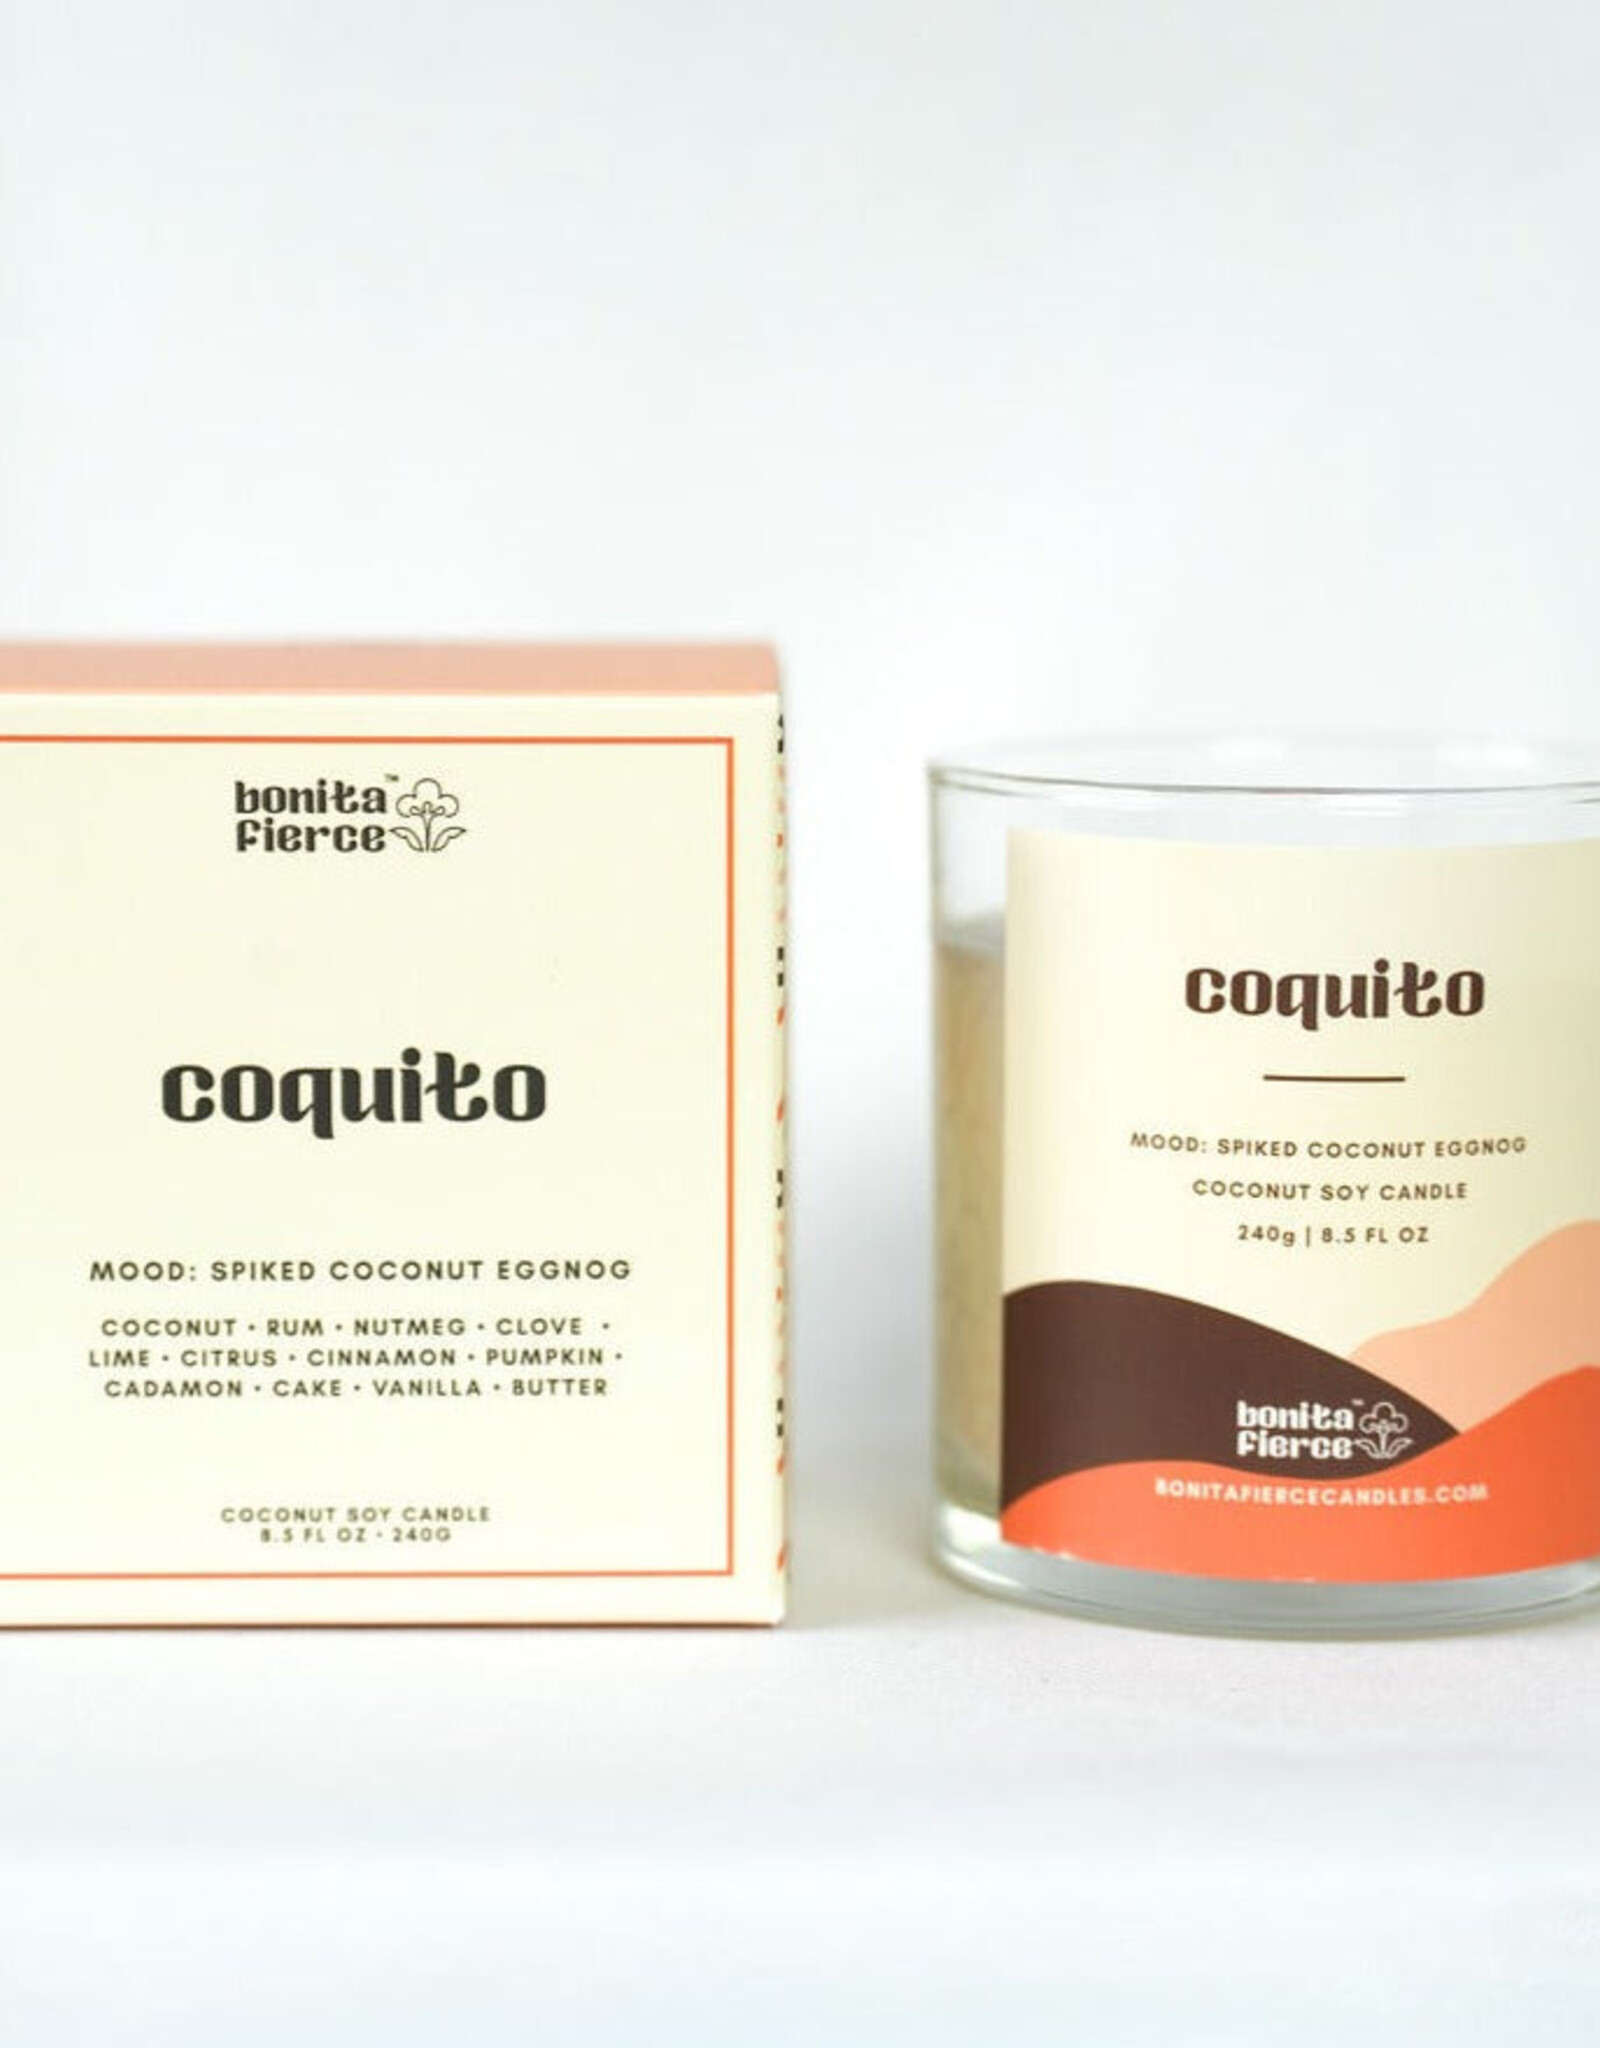 bonita™
fierce
coquito
MOOD: SPIKED COCONUT EGGNOG
COCONUT • RUM • NUTMEG • CLOVE •
LIME • CITRUS • CINNAMON • PUMPKIN •
CADAMON • CAKE • VANILLA • BUTTER
COCONUT SOY CANDLE
8.5 FL OZ • 240G
coquito
MOOD: SPIKED COCONUT EGGNOG
COCONUT SOY CANDLE
240g | 8.5 FL OZ
bonita™
fierce
BONITAFIERCECANDLES.COM